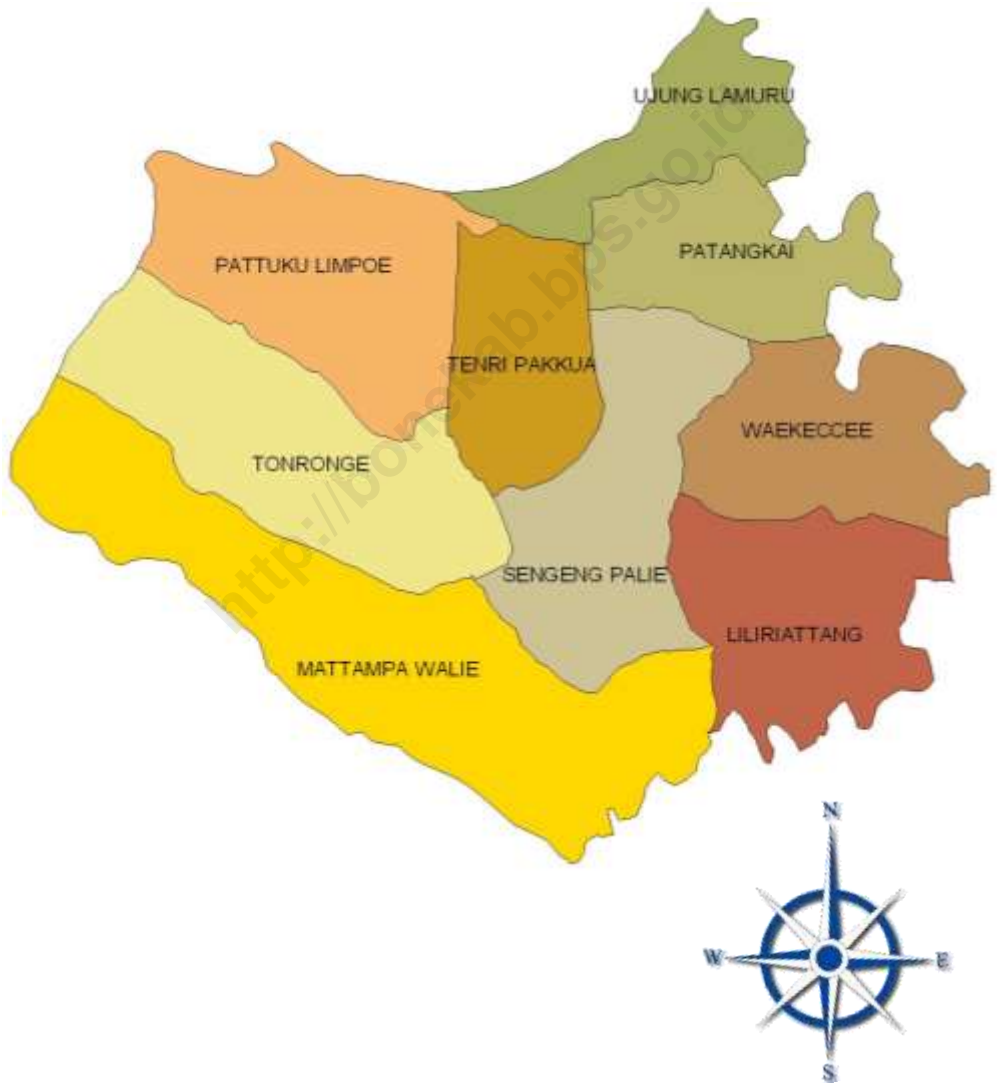 UJUNG LAMURU
PATANGKAI
PATTUKU LIMPOE
TENRI PAKKUA
WAEKECCEE
TONRONGE
SENGENG PALIE
LILIRIATTANG
MATTAMPA WALIE
http://bonekab.bps.go.id
N
W
E
S